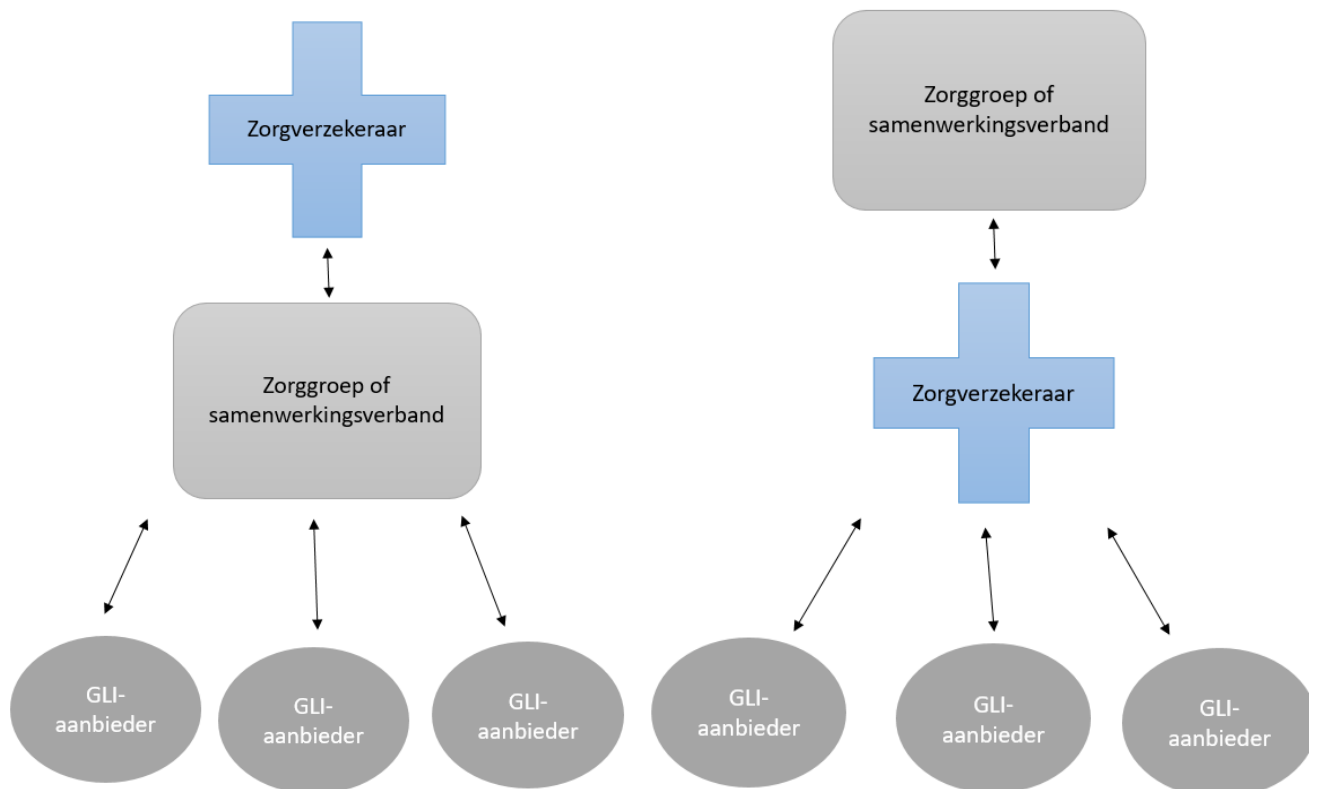 Zorgverzekeraar
Zorggroep of
samenwerkingsverband
GLI-
aanbieder
GLI-
aanbieder
GLI-
aanbieder
Zorggroep of
samenwerkingsverband
Zorgverzekeraar
GLI-
aanbieder
GLI-
aanbieder
GLI-
aanbieder